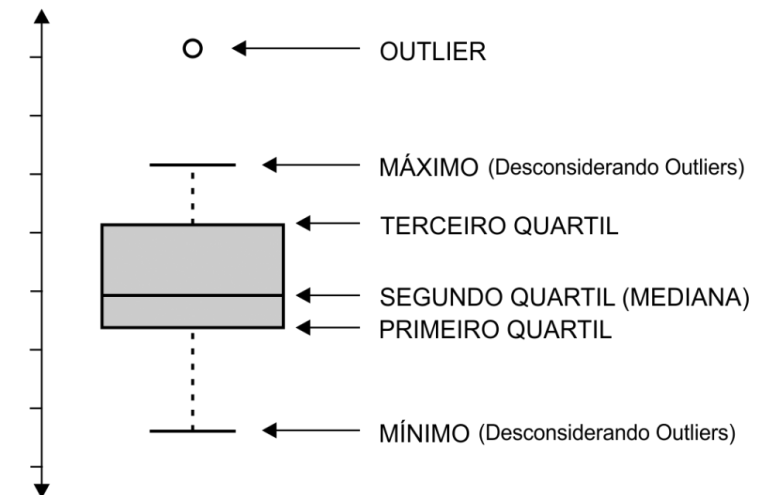 OUTLIER
MÁXIMO (Desconsiderando Outliers)
TERCEIRO QUARTIL
SEGUNDO QUARTIL (MEDIANA)
PRIMEIRO QUARTIL
MÍNIMO (Desconsiderando Outliers)